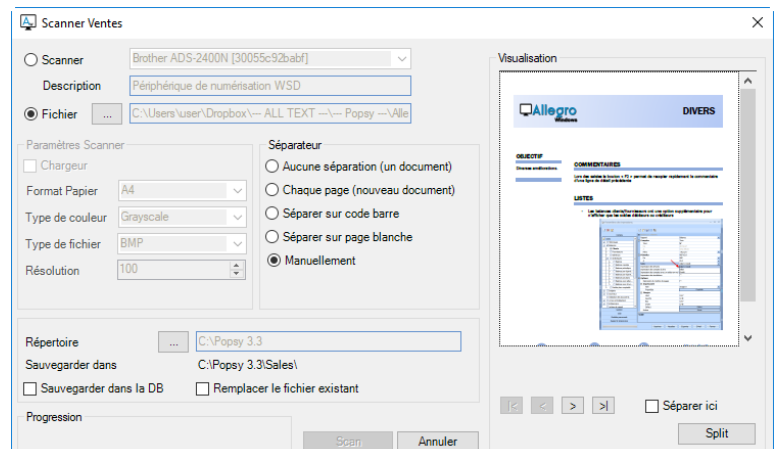 Scanner Ventes
Scanner
Brother ADS-2400N [30055c92babf]
Description
Périphérique de numérisation WSD
Fichier
...
C:\Users\user\Dropbox\--- ALL TEXT ---\--- Popsy ---\Alle
Paramètres Scanner
Chargeur
Format Papier
A4
Type de couleur
Grayscale
Type de fichier
BMP
Résolution
100
Séparateur
Aucune séparation (un document)
Chaque page (nouveau document)
Séparer sur code barre
Séparer sur page blanche
Manuellement
Répertoire
...
C:\Popsy 3.3
Sauvegarder dans
C:\Popsy 3.3\Sales\
Sauvegarder dans la DB
Remplacer le fichier existant
Progression
Scan
Annuler
Visualisation
Allegro
Windows
DIVERS
OBJECTIF
Diverses améliorations
COMMENTAIRES
LISTES
|<
<
>
>|
Séparer ici
Split